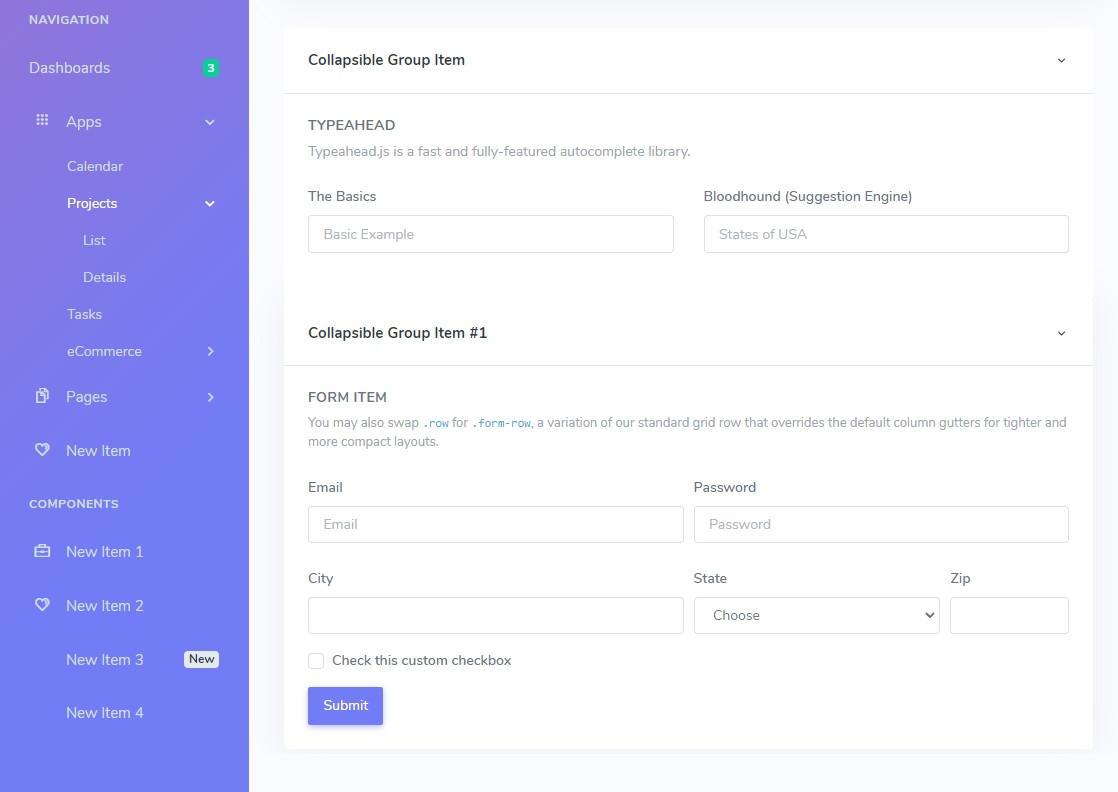 NAVIGATION
Dashboards 3
Apps
Calendar
Projects
List
Details
Tasks
eCommerce
Pages
New Item
COMPONENTS
New Item 1
New Item 2
New Item 3 New
New Item 4
Collapsible Group Item
TYPEAHEAD
Typeahead.js is a fast and fully-featured autocomplete library.
The Basics Bloodhound (Suggestion Engine)
Basic Example States of USA
Collapsible Group Item #1
FORM ITEM
You may also swap .row for .form-row, a variation of our standard grid row that overrides the default column gutters for tighter and
more compact layouts.
Email Password
Email Password
City State Zip
Choose
Check this custom checkbox
Submit